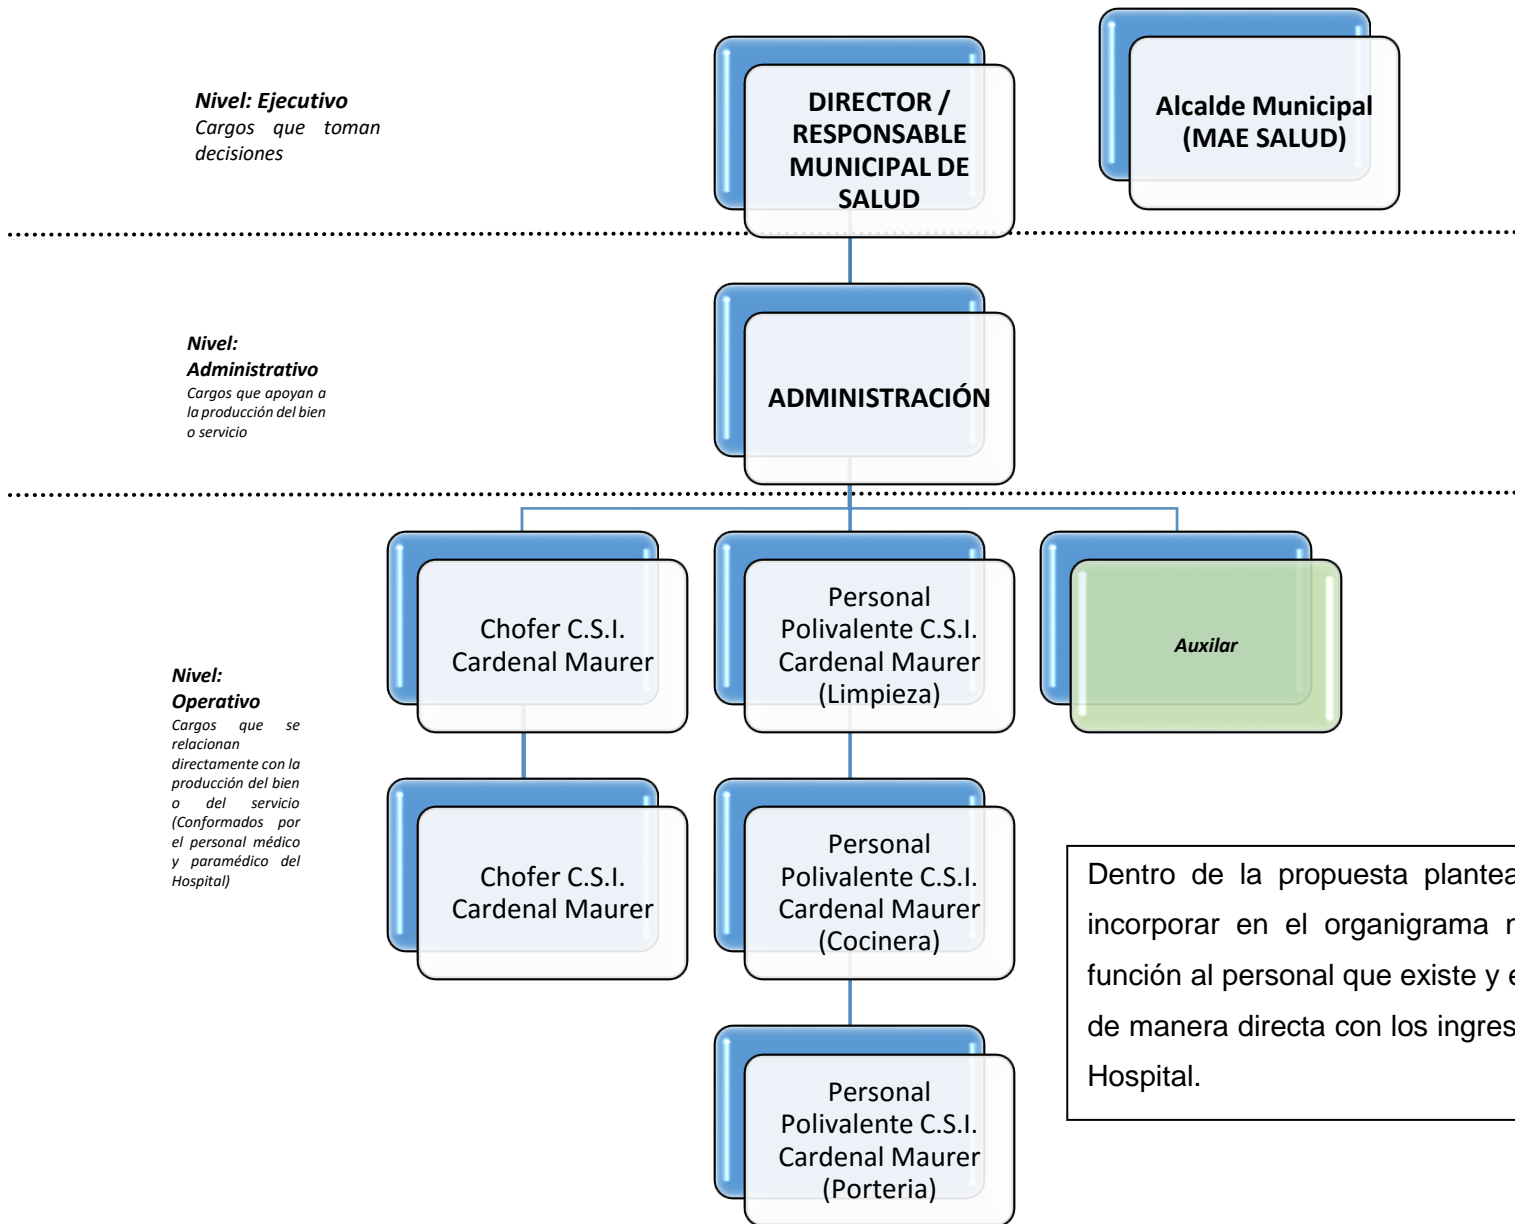 Nivel: Ejecutivo
Cargos que toman
decisiones
DIRECTOR /
RESPONSABLE
MUNICIPAL DE
SALUD
Alcalde Municipal
(MAE SALUD)
Nivel:
Administrativo
Cargos que apoyan a
la producción del bien
o servicio
ADMINISTRACIÓN
Nivel:
Operativo
Cargos que se
relacionan
directamente con la
producción del bien
o del servicio
(Conformados por
el personal médico
y paramédico del
Hospital)
Chofer C.S.I.
Cardenal Maurer
Personal
Polivalente C.S.I.
Cardenal Maurer
(Limpieza)
Auxilar
Chofer C.S.I.
Cardenal Maurer
Personal
Polivalente C.S.I.
Cardenal Maurer
(Cocinera)
Personal
Polivalente C.S.I.
Cardenal Maurer
(Porteria)
Dentro de la propuesta
incorporar en el organigrama
función al personal que existe y
de manera directa con los
Hospital.